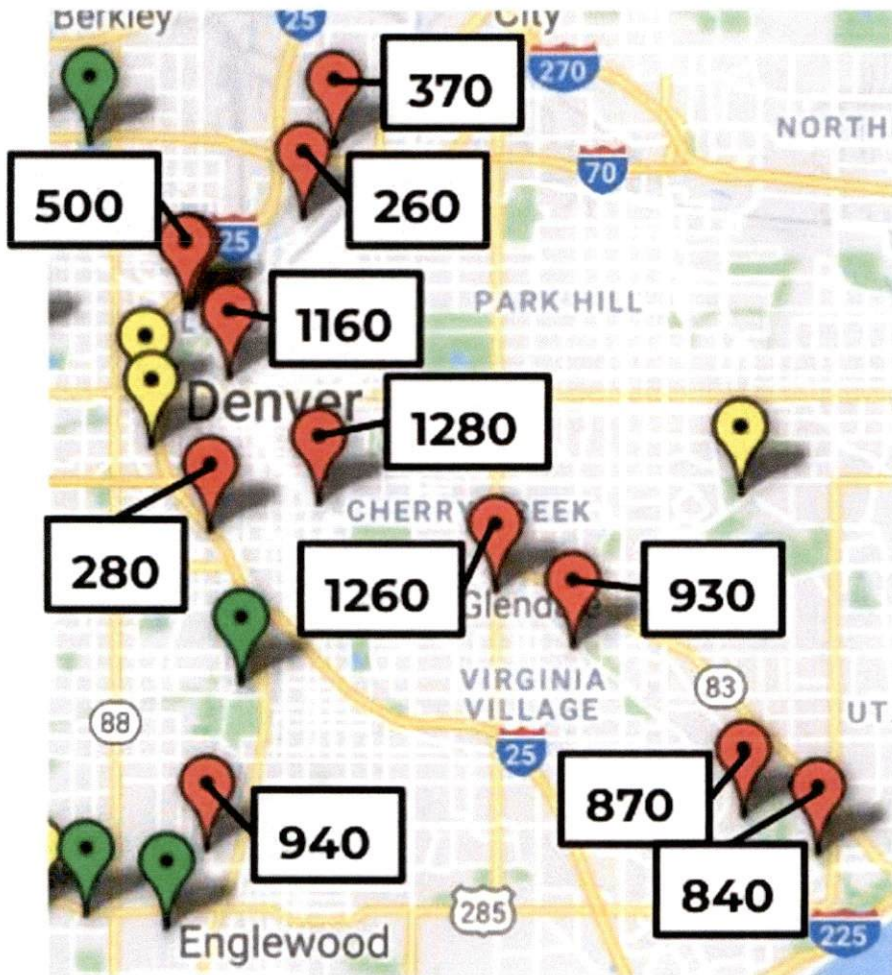 Berkley
25
City
270
370
NORTH
70
500
260
25
PARK HILL
1160
Denver
1280
CHERRY CREEK
280
1260
Glendale
930
VIRGINIA
VILLAGE
83
88
UT
25
870
940
840
285
Englewood
225